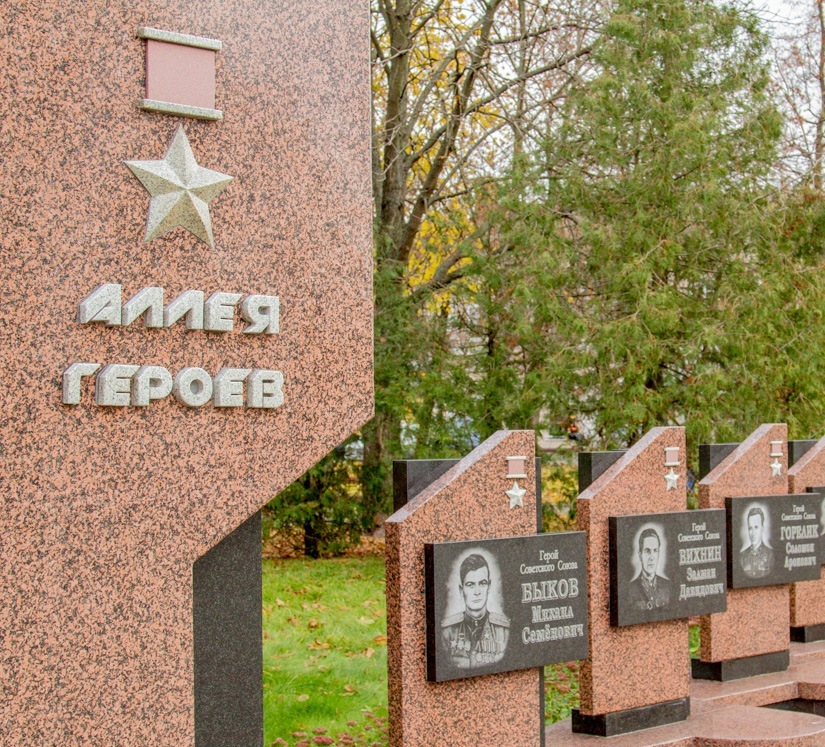 АЛЛЕЯ
ГЕРОЕВ
Герой
Советского Союза
БЫКОВ
Михаил
Семёнович
Герой
Советского Союза
ВИХНИН
Залман
Давидович
Герой
Советского Союза
ГОРЕЛИК
Соломон
Аронович